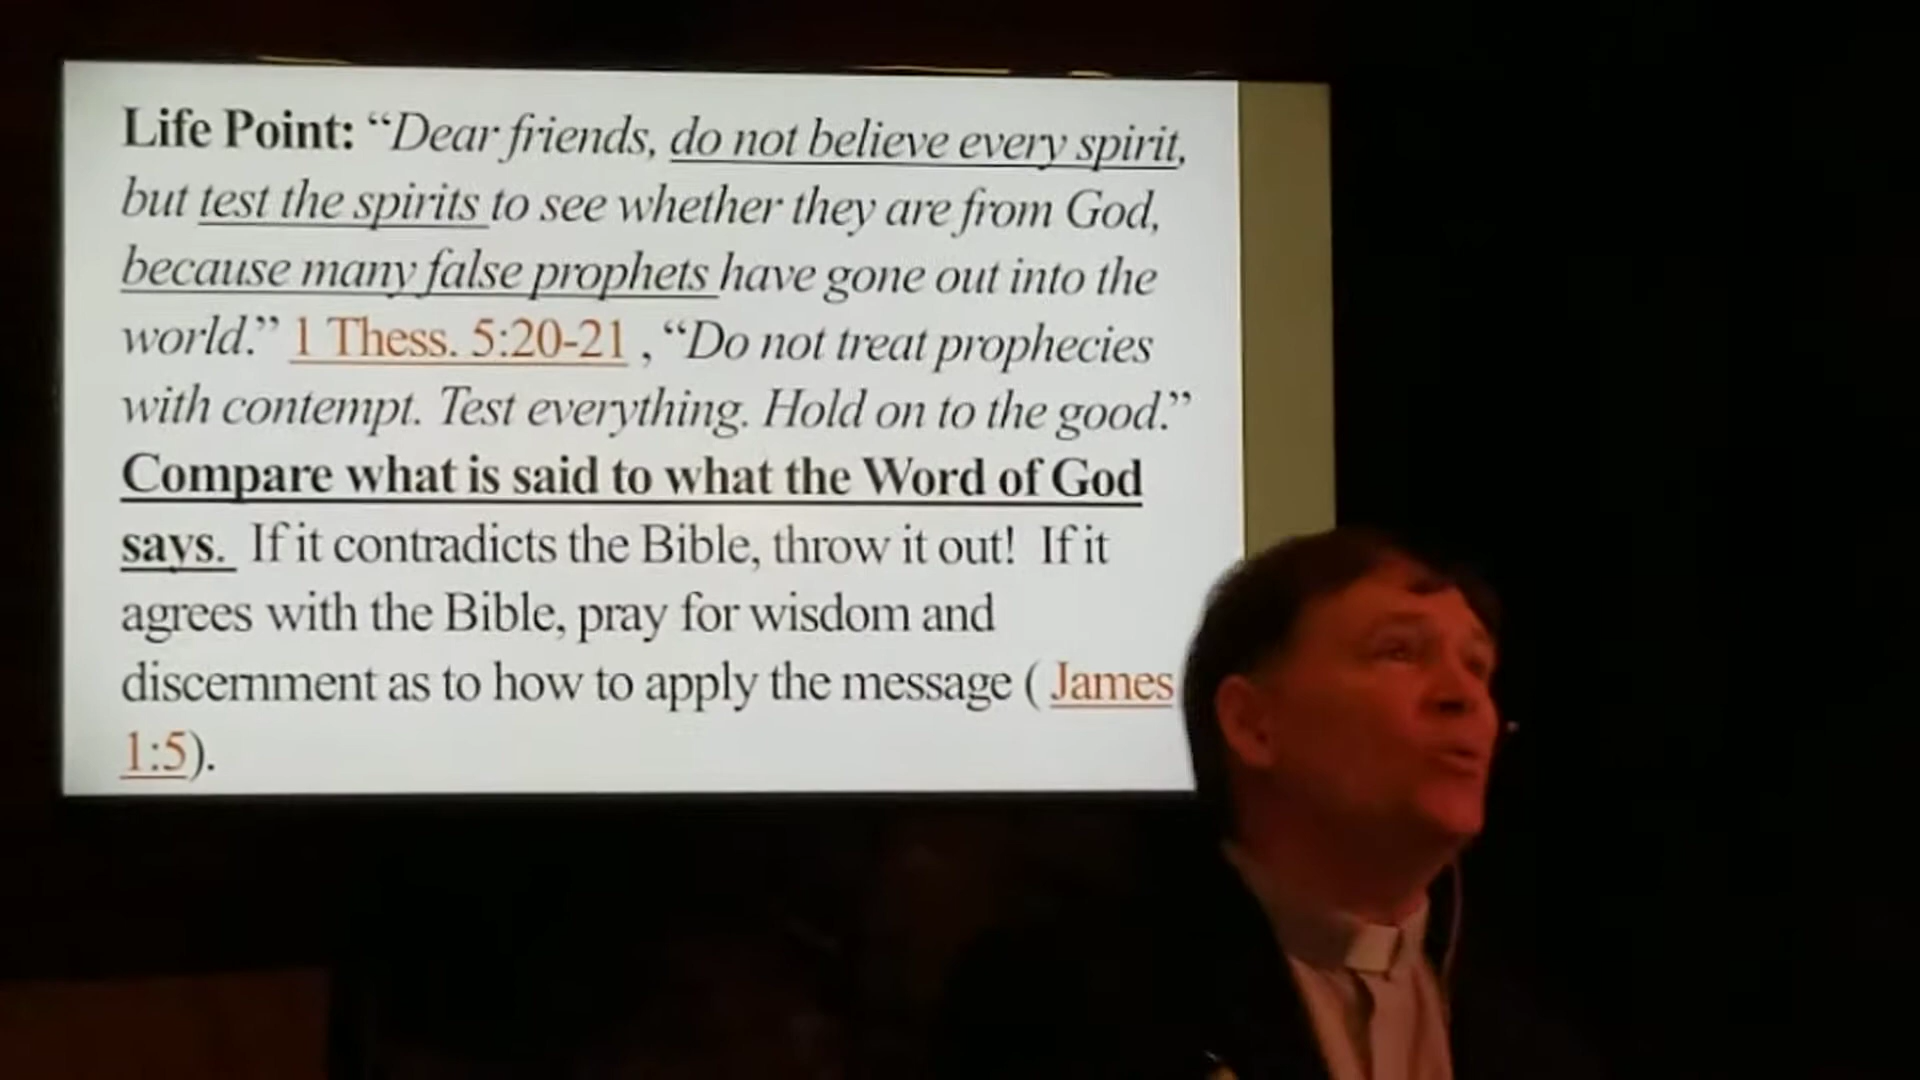 Life Point: “Dear friends, do not believe every spirit,
but test the spirits to see whether they are from God,
because many false prophets have gone out into the
world.” 1 Thess. 5:20-21 , “Do not treat prophecies
with contempt. Test everything. Hold on to the good.”
Compare what is said to what the Word of God
says. If it contradicts the Bible, throw it out! If it
agrees with the Bible, pray for wisdom and
discernment as to how to apply the message ( James
1:5).